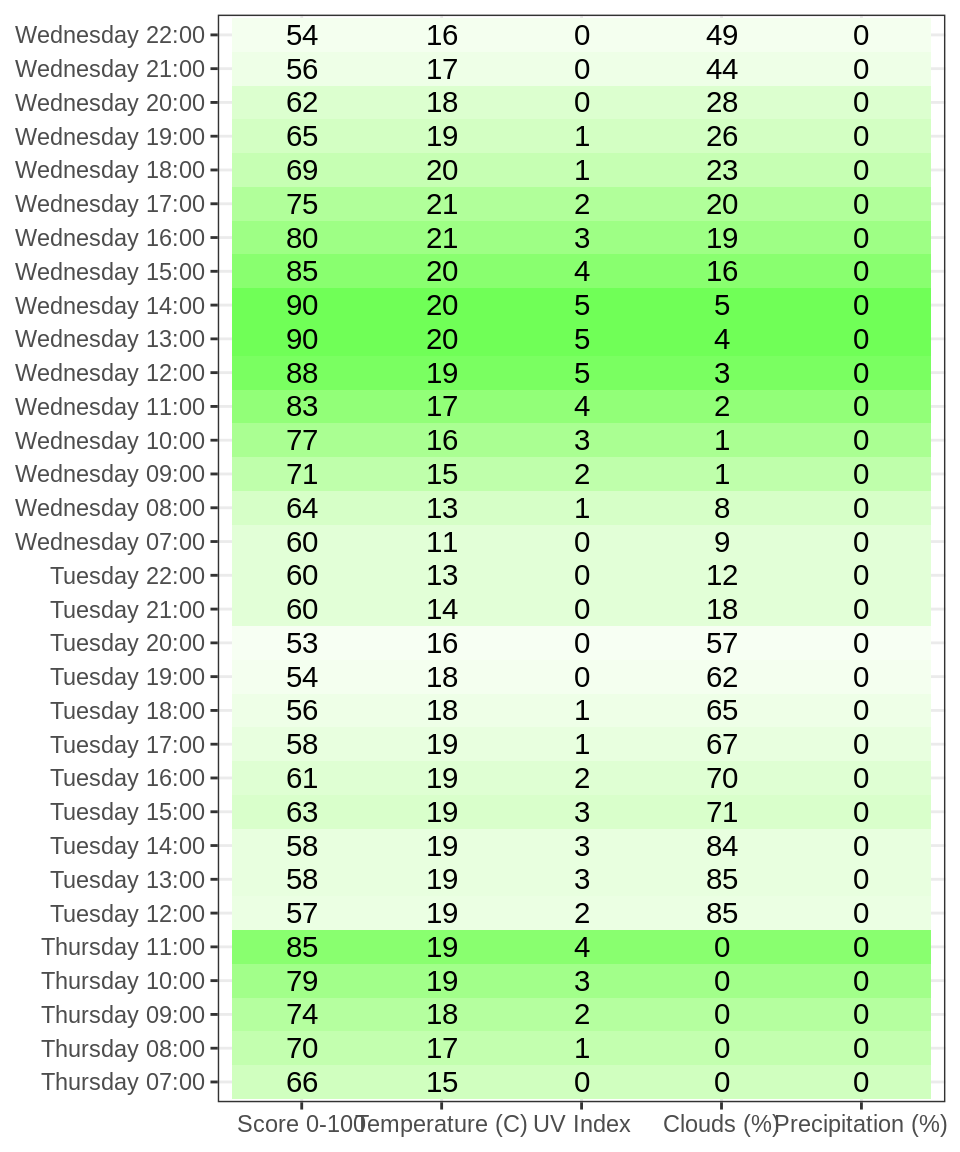 Wednesday 22:00 54 16 0 49 0
Wednesday 21:00 56 17 0 44 0
Wednesday 20:00 62 18 0 28 0
Wednesday 19:00 65 19 1 26 0
Wednesday 18:00 69 20 1 23 0
Wednesday 17:00 75 21 2 20 0
Wednesday 16:00 80 21 3 19 0
Wednesday 15:00 85 20 4 16 0
Wednesday 14:00 90 20 5 5 0
Wednesday 13:00 90 20 5 4 0
Wednesday 12:00 88 19 5 3 0
Wednesday 11:00 83 17 4 2 0
Wednesday 10:00 77 16 3 1 0
Wednesday 09:00 71 15 2 1 0
Wednesday 08:00 64 13 1 8 0
Wednesday 07:00 60 11 0 9 0
Tuesday 22:00 60 13 0 12 0
Tuesday 21:00 60 14 0 18 0
Tuesday 20:00 53 16 0 57 0
Tuesday 19:00 54 18 0 62 0
Tuesday 18:00 56 18 1 65 0
Tuesday 17:00 58 19 1 67 0
Tuesday 16:00 61 19 2 70 0
Tuesday 15:00 63 19 3 71 0
Tuesday 14:00 58 19 3 84 0
Tuesday 13:00 58 19 3 85 0
Tuesday 12:00 57 19 2 85 0
Thursday 11:00 85 19 4 0 0
Thursday 10:00 79 19 3 0 0
Thursday 09:00 74 18 2 0 0
Thursday 08:00 70 17 1 0 0
Thursday 07:00 66 15 0 0 0
Score 0-100 Temperature (C) UV Index Clouds (%) Precipitation (%)